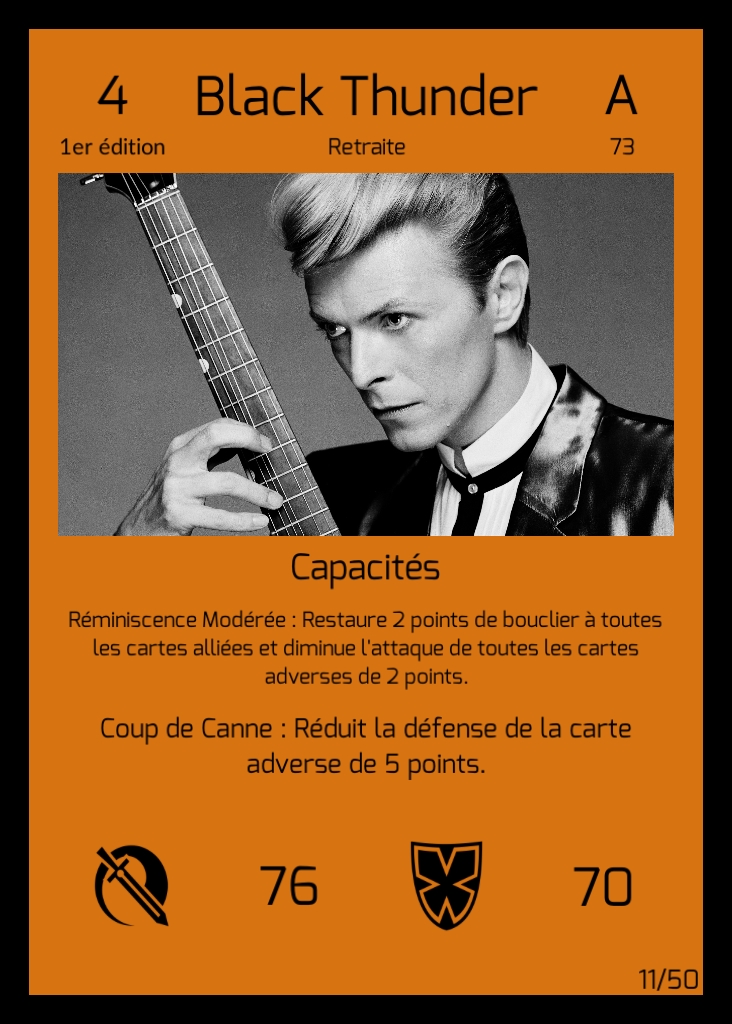 4 Black Thunder A
1er édition Retraite 73
Capacités
Réminiscence Modérée : Restaure 2 points de bouclier à toutes
les cartes alliées et diminue l'attaque de toutes les cartes
adverses de 2 points.
Coup de Canne : Réduit la défense de la carte
adverse de 5 points.
76 70
11/50